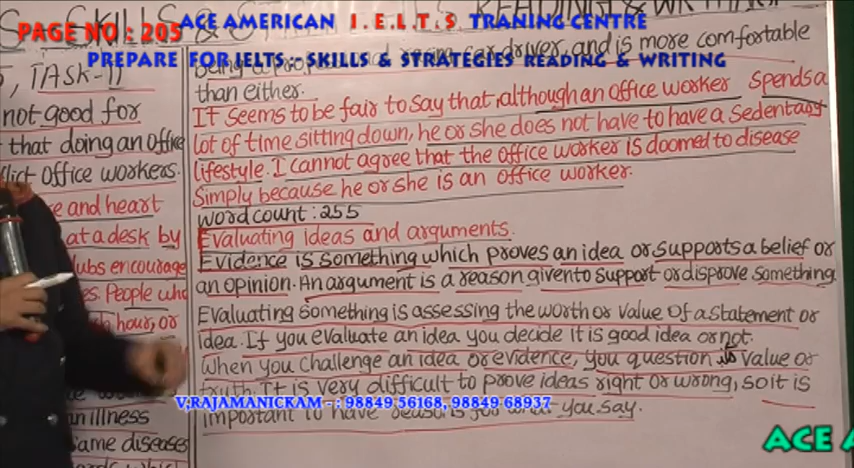 ACE AMERICAN I.E.L.T.S TRANING CENTRE
PAGE NO : 205
PREPARE FOR IELTS - SKILLS & STRATEGIES READING & WRITING
, TASK-II
not good for
that doing an office
office workers.
and heart
at a desk by
encourage
People who
hour, or
illness
same diseases
driver, and is more comfortable
than either.
It seems to be fair to say that, although an office worker spends a
lot of time sitting down, he or she does not have to have a sedentary
lifestyle. I cannot agree that the office worker is doomed to disease
simply because he or she is an office worker.
word count : 255
Evaluating ideas and arguments.
Evidence is something which proves an idea or supports a belief or
an opinion. An argument is a reason given to support or disprove something.
Evaluating something is assessing the worth or value of a statement or
idea. If you evaluate an idea you decide it is good idea or not.
When you challenge an idea or evidence, you question its value or
truth. It is very difficult to prove ideas right or wrong, so it is
important to have reasons for what you say.
V;RAJAMANICKAM - : 98849 56168, 98849 68937
ACE